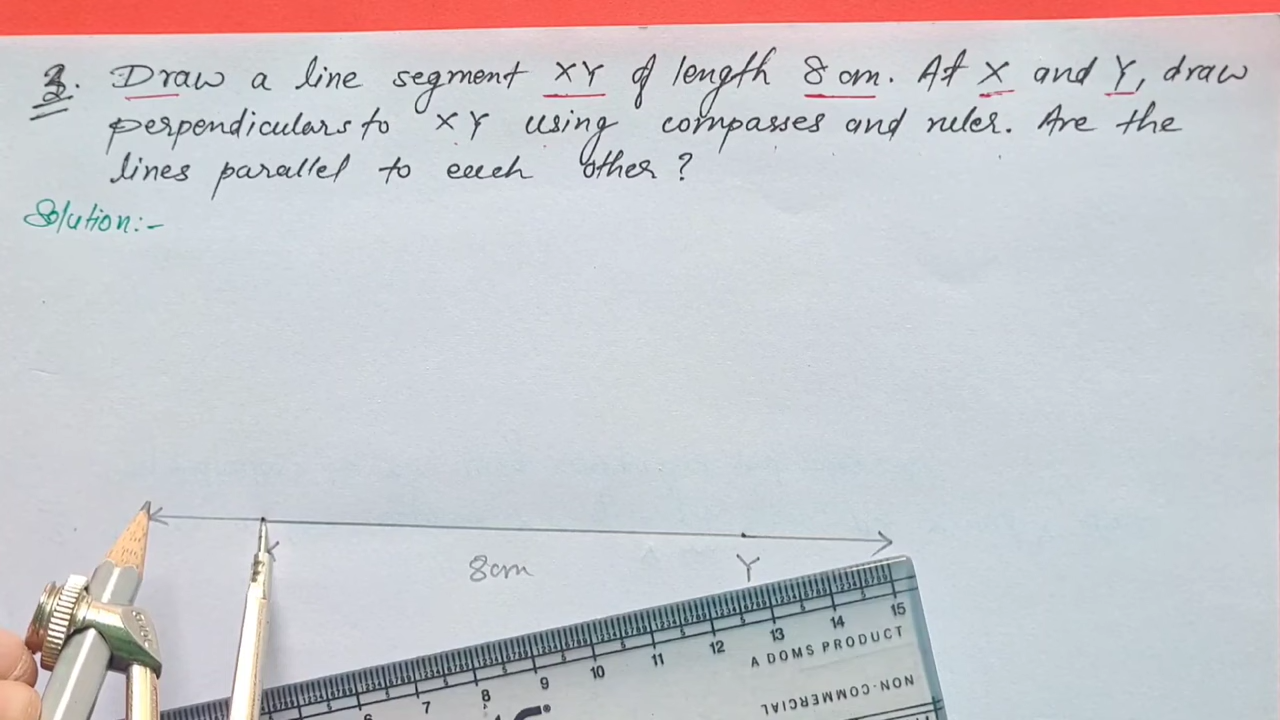 3. Draw a line segment XY of length 8 cm. At X and Y, draw
perpendiculars to XY using compasses and ruler. Are the
lines parallel to each other?
Solution:-
8cm
Y
7 8 9 10 11 12 13 14 15
A DOMS PRODUCT
NON-COMMERCIAL